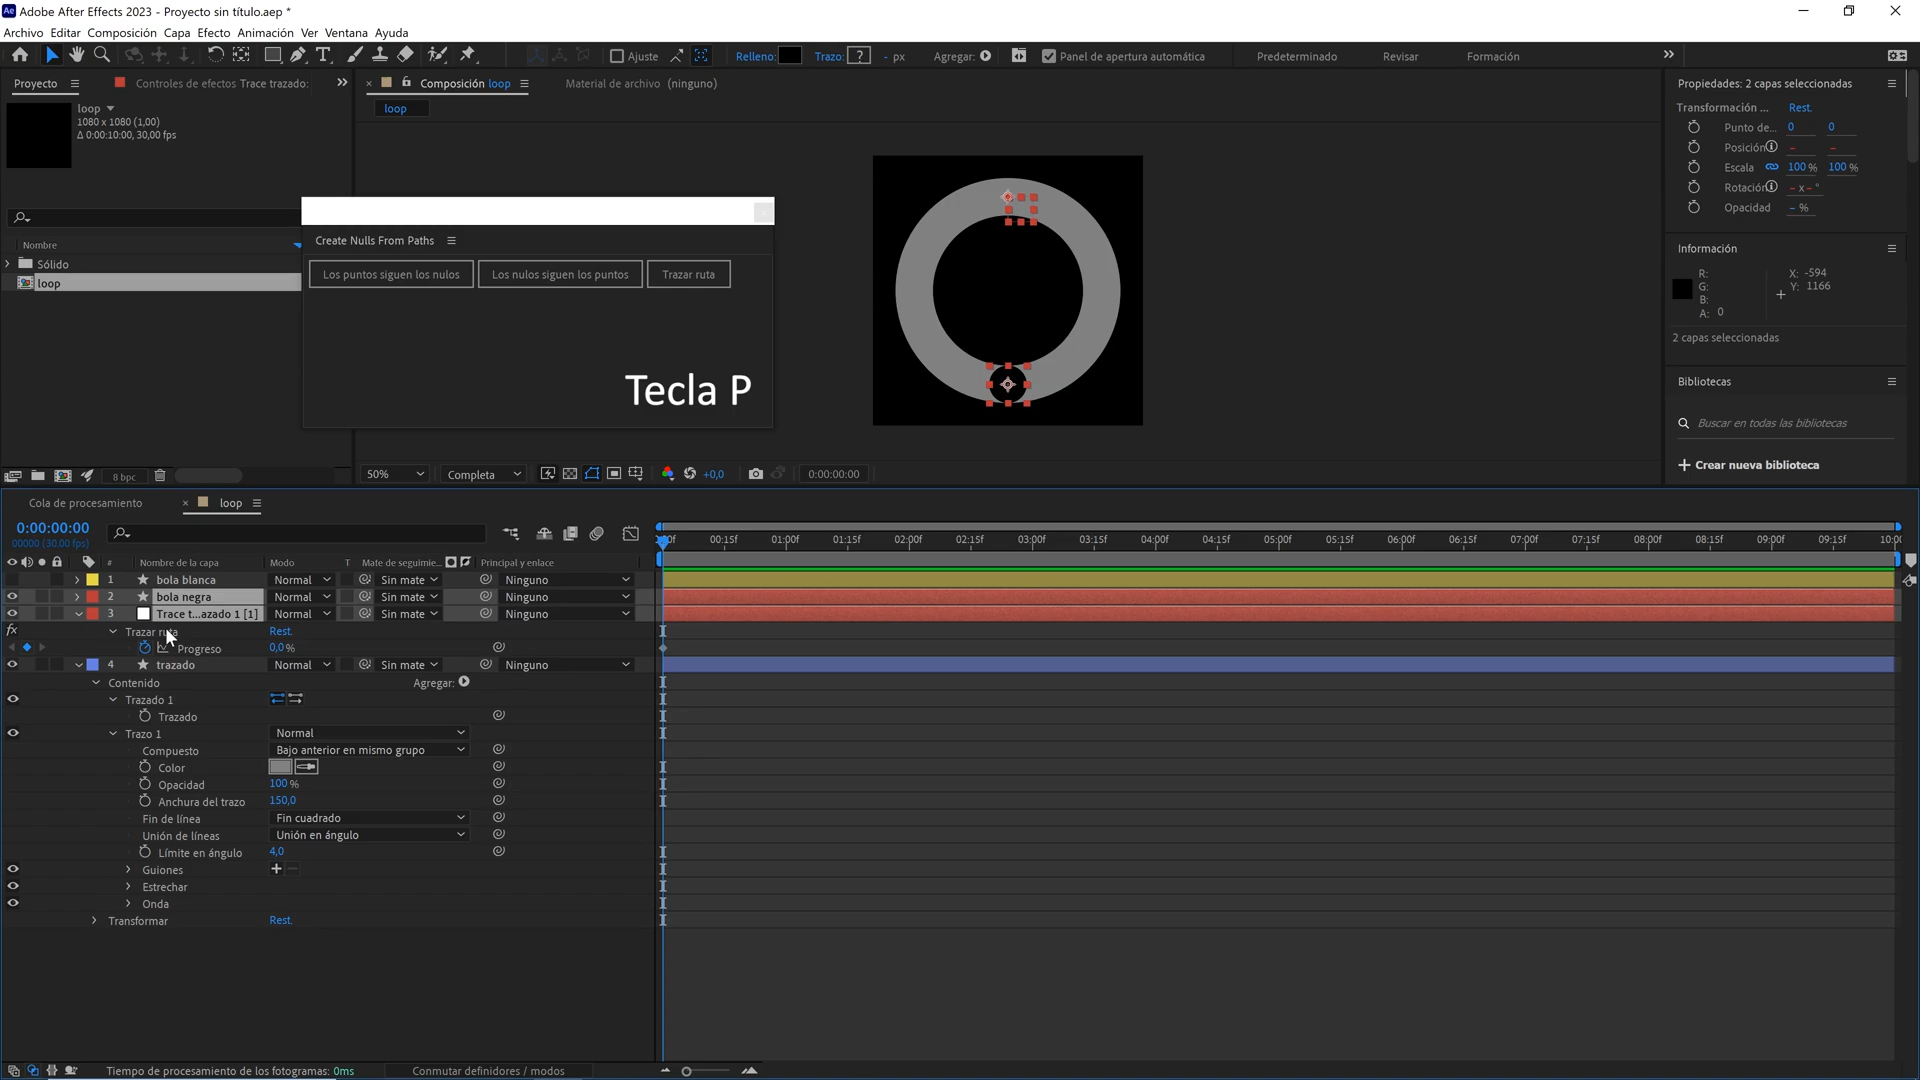 Adobe After Effects 2023 - Proyecto sin título.aep *
Archivo Editar Composición Capa Efecto Animación Ver Ventana Ayuda
Ajuste Relleno: Trazo: ? - px Agregar: Panel de apertura automática Predeterminado Revisar Formación
Proyecto Controles de efectos Trace trazado:
loop
1080 x 1080 (1,00)
Δ 0:00:10:00, 30,00 fps
Nombre
Sólido
loop
8 bpc
Composición loop Material de archivo (ninguno)
loop
Create Nulls From Paths
Los puntos siguen los nulos Los nulos siguen los puntos Trazar ruta
Tecla P
50% Completa +0,0 0:00:00:00
Propiedades: 2 capas seleccionadas
Transformación ... Rest.
Punto de... 0 0
Posición - -
Escala 100 % 100 %
Rotación - x - °
Opacidad - %
Información
R: X: -594
G: Y: 1166
B:
A: 0
2 capas seleccionadas
Bibliotecas
Buscar en todas las bibliotecas
Crear nueva biblioteca
Cola de procesamiento loop
0:00:00:00
00000 (30.00 fps)
00:15f 01:00f 01:15f 02:00f 02:15f 03:00f 03:15f 04:00f 04:15f 05:00f 05:15f 06:00f 06:15f 07:00f 07:15f 08:00f 08:15f 09:00f 09:15f 10:0
# Nombre de la capa Modo T Mate de seguimie... Principal y enlace
1 bola blanca Normal Sin mate Ninguno
2 bola negra Normal Sin mate Ninguno
3 Trace t...azado 1 [1] Normal Sin mate Ninguno
fx Trazar ruta Rest.
Progreso 0,0 %
4 trazado Normal Sin mate Ninguno
Contenido Agregar:
Trazado 1
Trazado
Trazo 1 Normal
Compuesto Bajo anterior en mismo grupo
Color
Opacidad 100 %
Anchura del trazo 150,0
Fin de línea Fin cuadrado
Unión de líneas Unión en ángulo
Límite en ángulo 4,0
Guiones
Estrechar
Onda
Transformar Rest.
Tiempo de procesamiento de los fotogramas: 0ms Conmutar definidores / modos